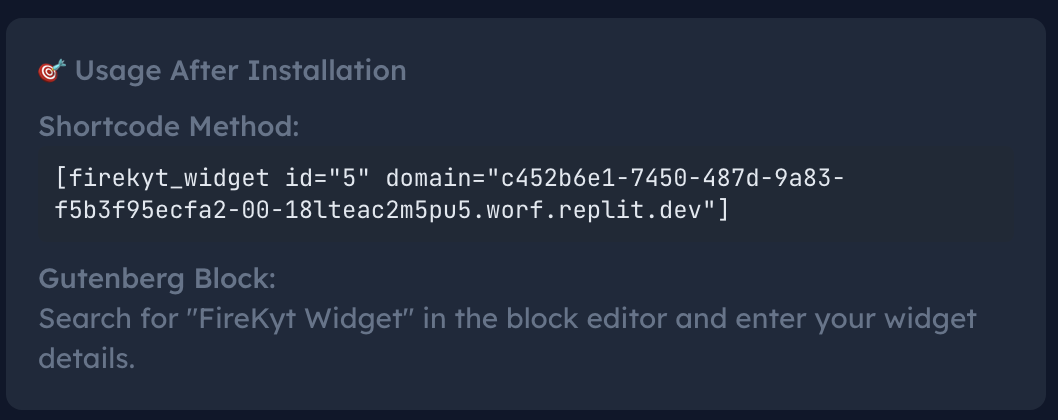 🎯 Usage After Installation
Shortcode Method:
[firekyt_widget id="5" domain="c452b6e1-7450-487d-9a83-
f5b3f95ecfa2-00-18lteac2m5pu5.worf.replit.dev"]
Gutenberg Block:
Search for "FireKyt Widget" in the block editor and enter your widget
details.